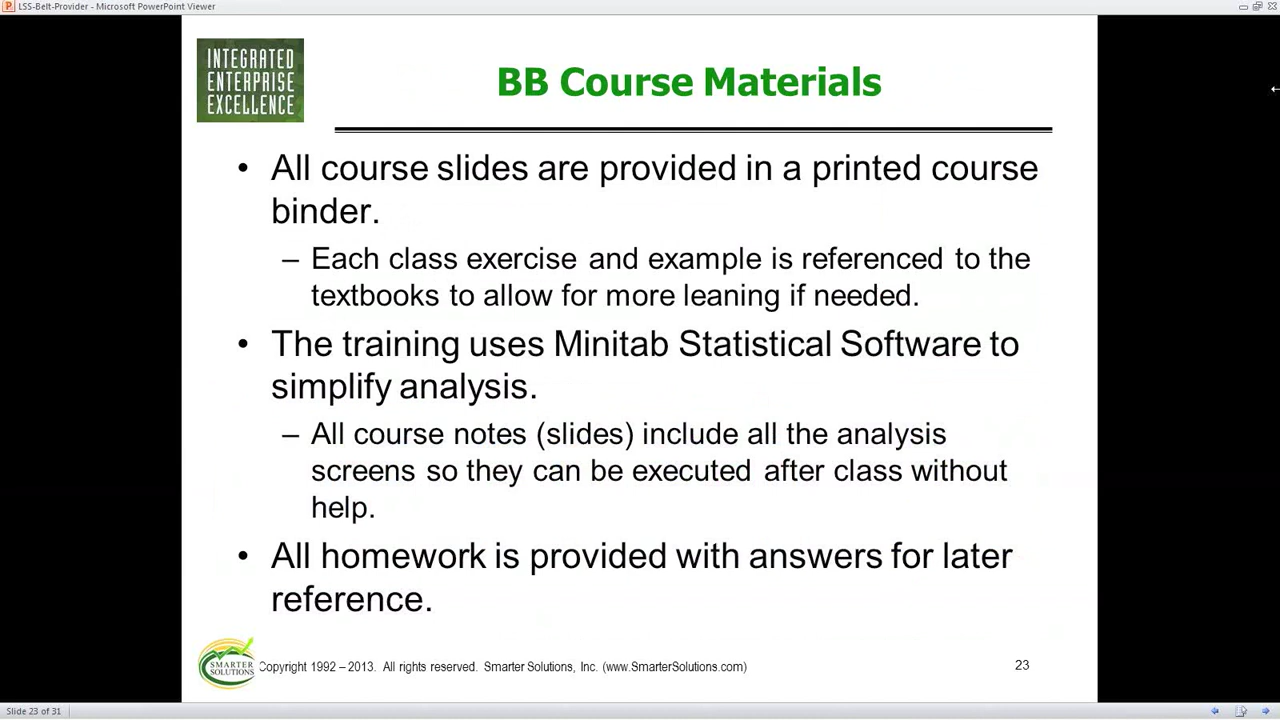 LSS-Belt-Provider - Microsoft PowerPoint Viewer
INTEGRATED
ENTERPRISE
EXCELLENCE
BB Course Materials
• All course slides are provided in a printed course
binder.
– Each class exercise and example is referenced to the
textbooks to allow for more leaning if needed.
• The training uses Minitab Statistical Software to
simplify analysis.
– All course notes (slides) include all the analysis
screens so they can be executed after class without
help.
• All homework is provided with answers for later
reference.
SMARTER
SOLUTIONS
Copyright 1992 – 2013. All rights reserved. Smarter Solutions, Inc. (www.SmarterSolutions.com)
23
Slide 23 of 31